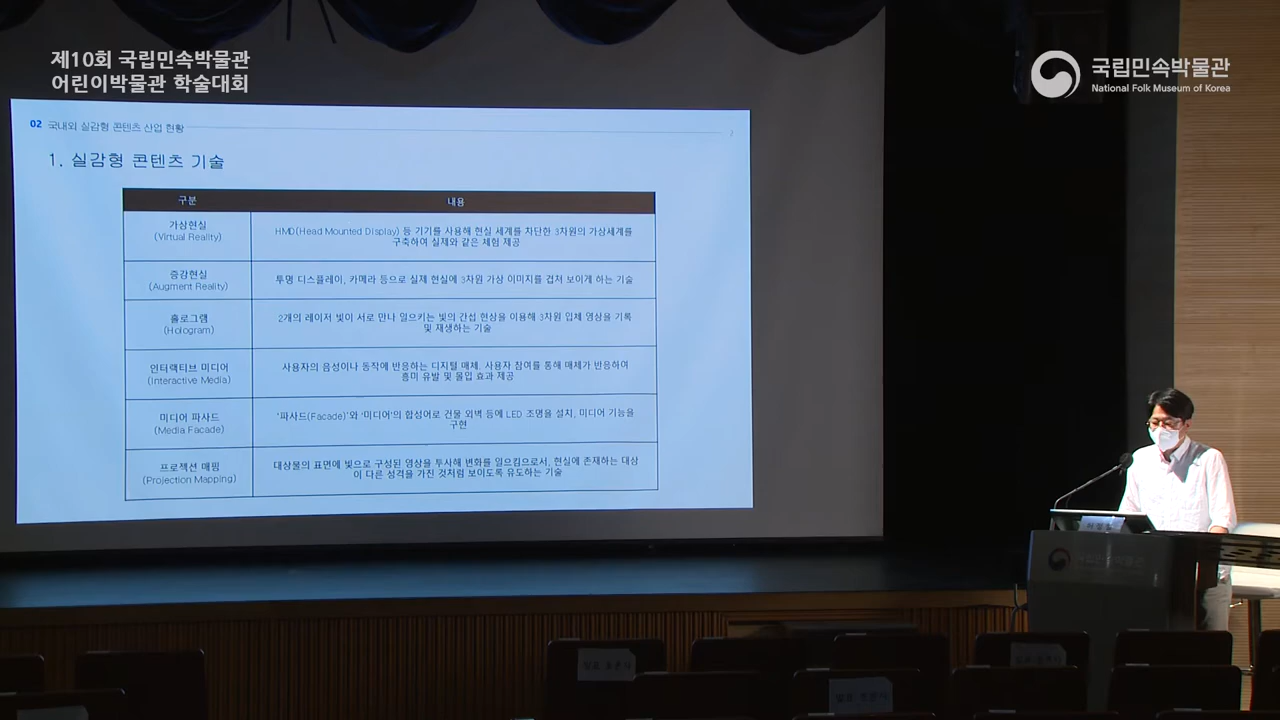 제10회 국립민속박물관
어린이박물관 학술대회
국립민속박물관
National Folk Museum of Korea
02 국내외 실감형 콘텐츠 산업 현황
1. 실감형 콘텐츠 기술
구분 내용
가상현실
(Virtual Reality)
HMD(Head Mounted Display) 등 기기를 사용해 현실 세계를 차단한 3차원의 가상세계를
구축하여 실제와 같은 체험 제공
증강현실
(Augment Reality)
투명 디스플레이, 카메라 등으로 실제 현실에 3차원 가상 이미지를 겹쳐 보이게 하는 기술
홀로그램
(Hologram)
2개의 레이저 빛이 서로 만나 일으키는 빛의 간섭 현상을 이용해 3차원 입체 영상을 기록
및 재생하는 기술
인터랙티브 미디어
(Interactive Media)
사용자의 음성이나 동작에 반응하는 디지털 매체, 사용자 참여를 통해 매체가 반응하여
흥미 유발 및 몰입 효과 제공
미디어 파사드
(Media Facade)
'파사드(Facade)'와 '미디어'의 합성어로 건물 외벽 등에 LED 조명을 설치, 미디어 기능을
구현
프로젝션 매핑
(Projection Mapping)
대상물의 표면에 빛으로 구성된 영상을 투사해 변화를 일으킴으로서, 현실에 존재하는 대상
이 다른 성격을 가진 것처럼 보이도록 유도하는 기술
국립민속박물관